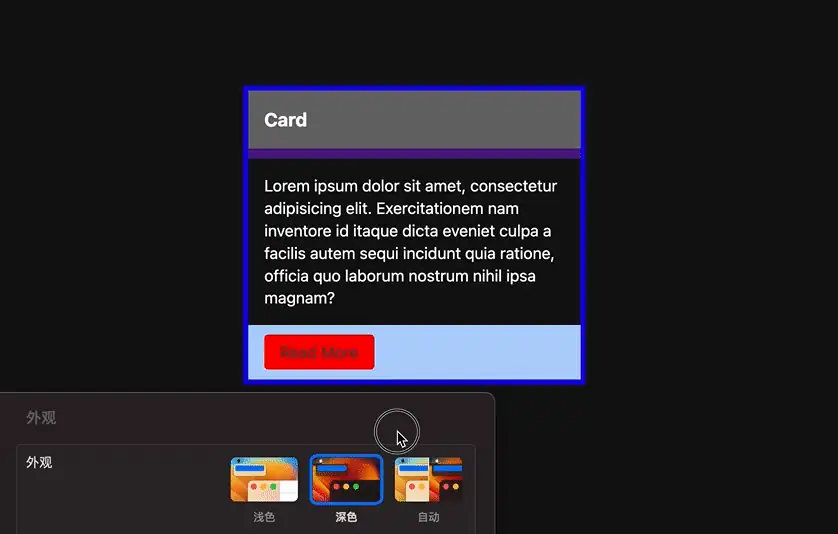 Card
Lorem ipsum dolor sit amet, consectetur
adipisicing elit. Exercitationem nam
inventore id itaque dicta eveniet culpa a
facilis autem sequi incidunt quia ratione,
officia quo laborum nostrum nihil ipsa
magnam?
Read More
外观
外观
浅色 深色 自动